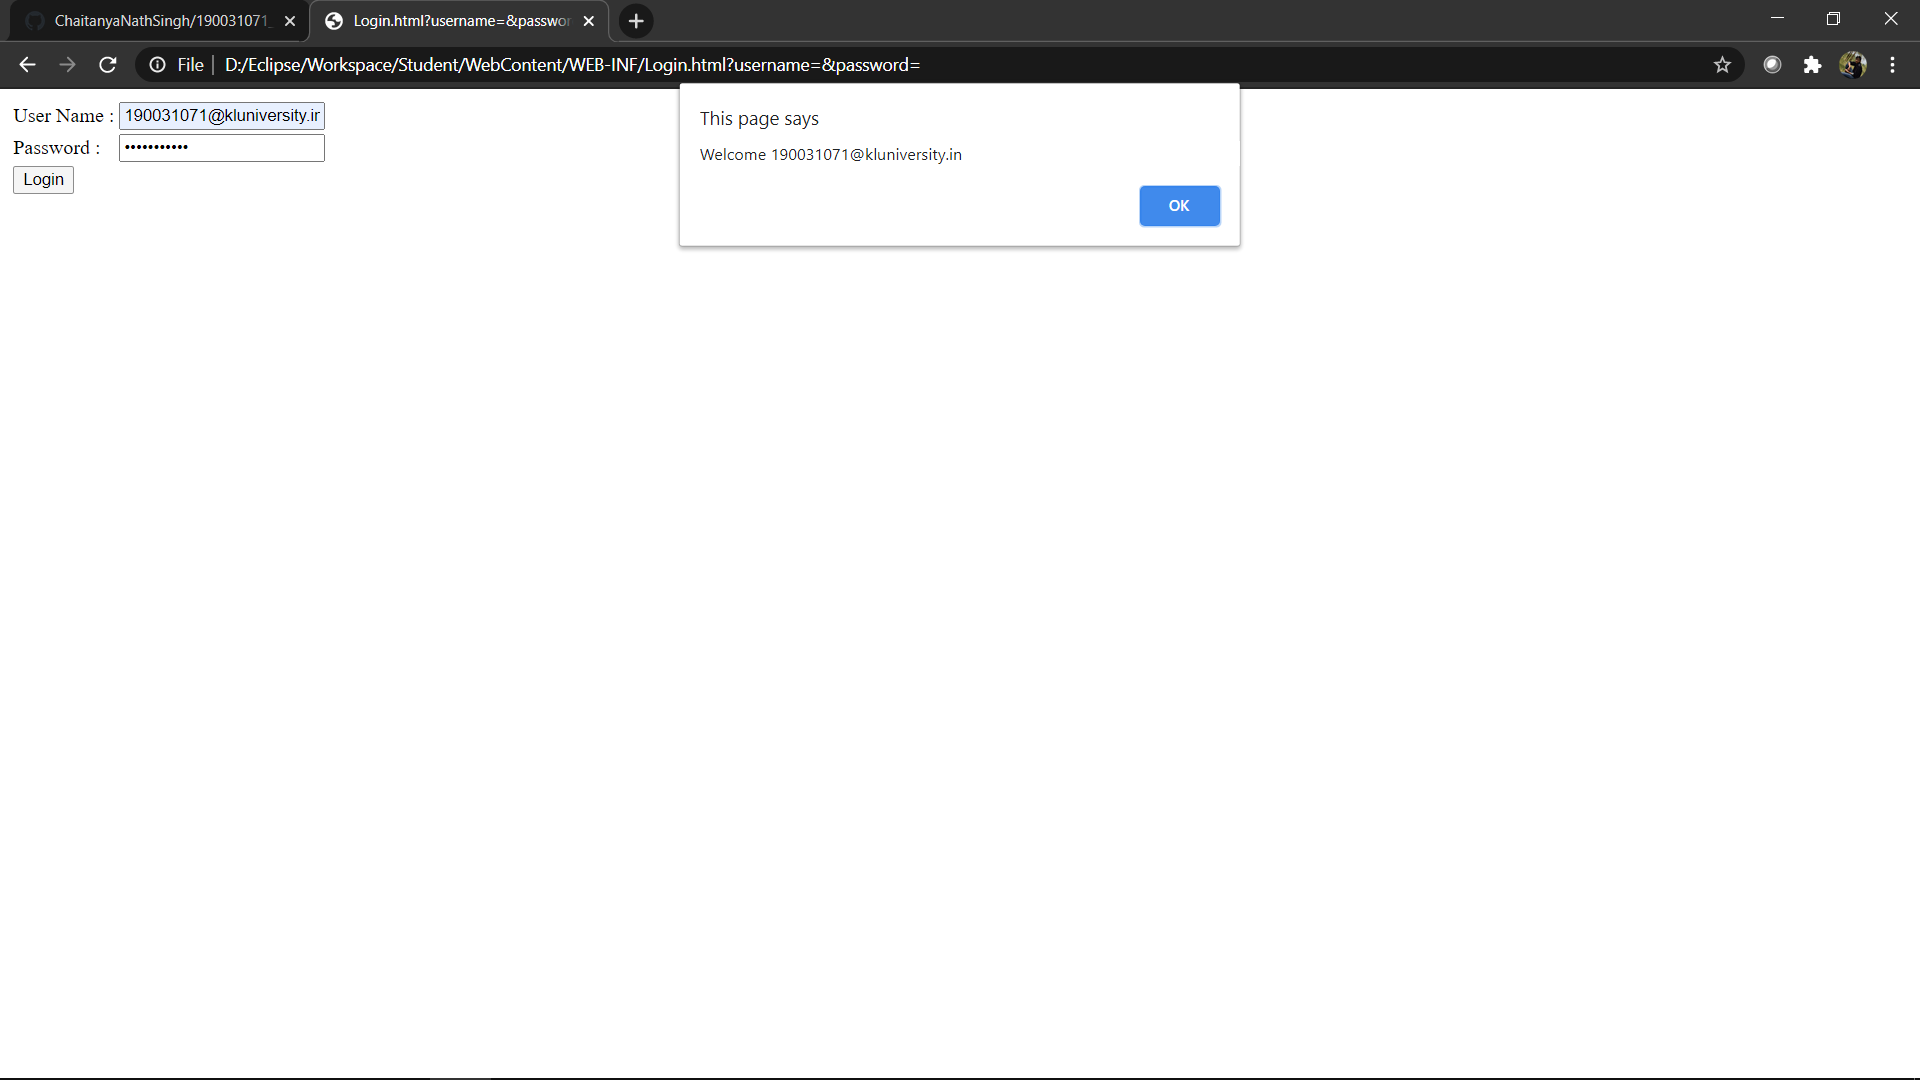 ChaitanyaNathSingh/190031071_
Login.html?username=&passwor
File
D:/Eclipse/Workspace/Student/WebContent/WEB-INF/Login.html?username=&password=
User Name : 190031071@kluniversity.in
Password : •••••••••••
Login
This page says
Welcome 190031071@kluniversity.in
OK